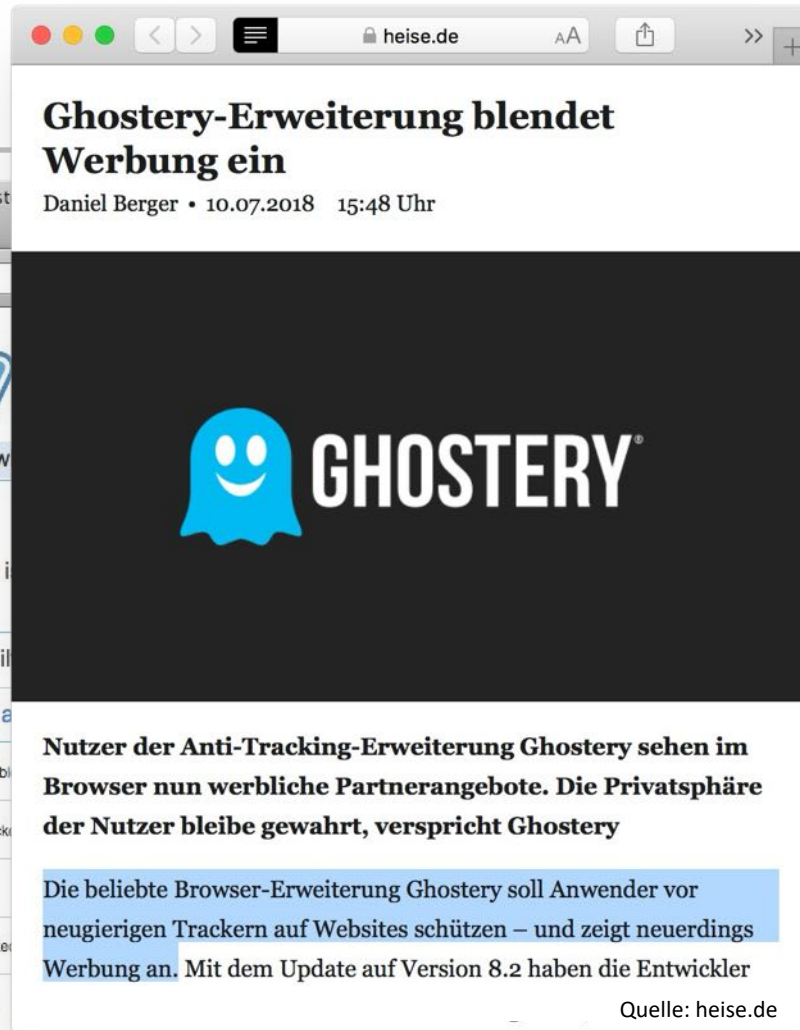 heise.de
AA
Ghostery-Erweiterung blendet
Werbung ein
Daniel Berger • 10.07.2018 15:48 Uhr
GHOSTERY®
Nutzer der Anti-Tracking-Erweiterung Ghostery sehen im
Browser nun werbliche Partnerangebote. Die Privatsphäre
der Nutzer bleibe gewahrt, verspricht Ghostery
Die beliebte Browser-Erweiterung Ghostery soll Anwender vor
neugierigen Trackern auf Websites schützen – und zeigt neuerdings
Werbung an. Mit dem Update auf Version 8.2 haben die Entwickler
Quelle: heise.de